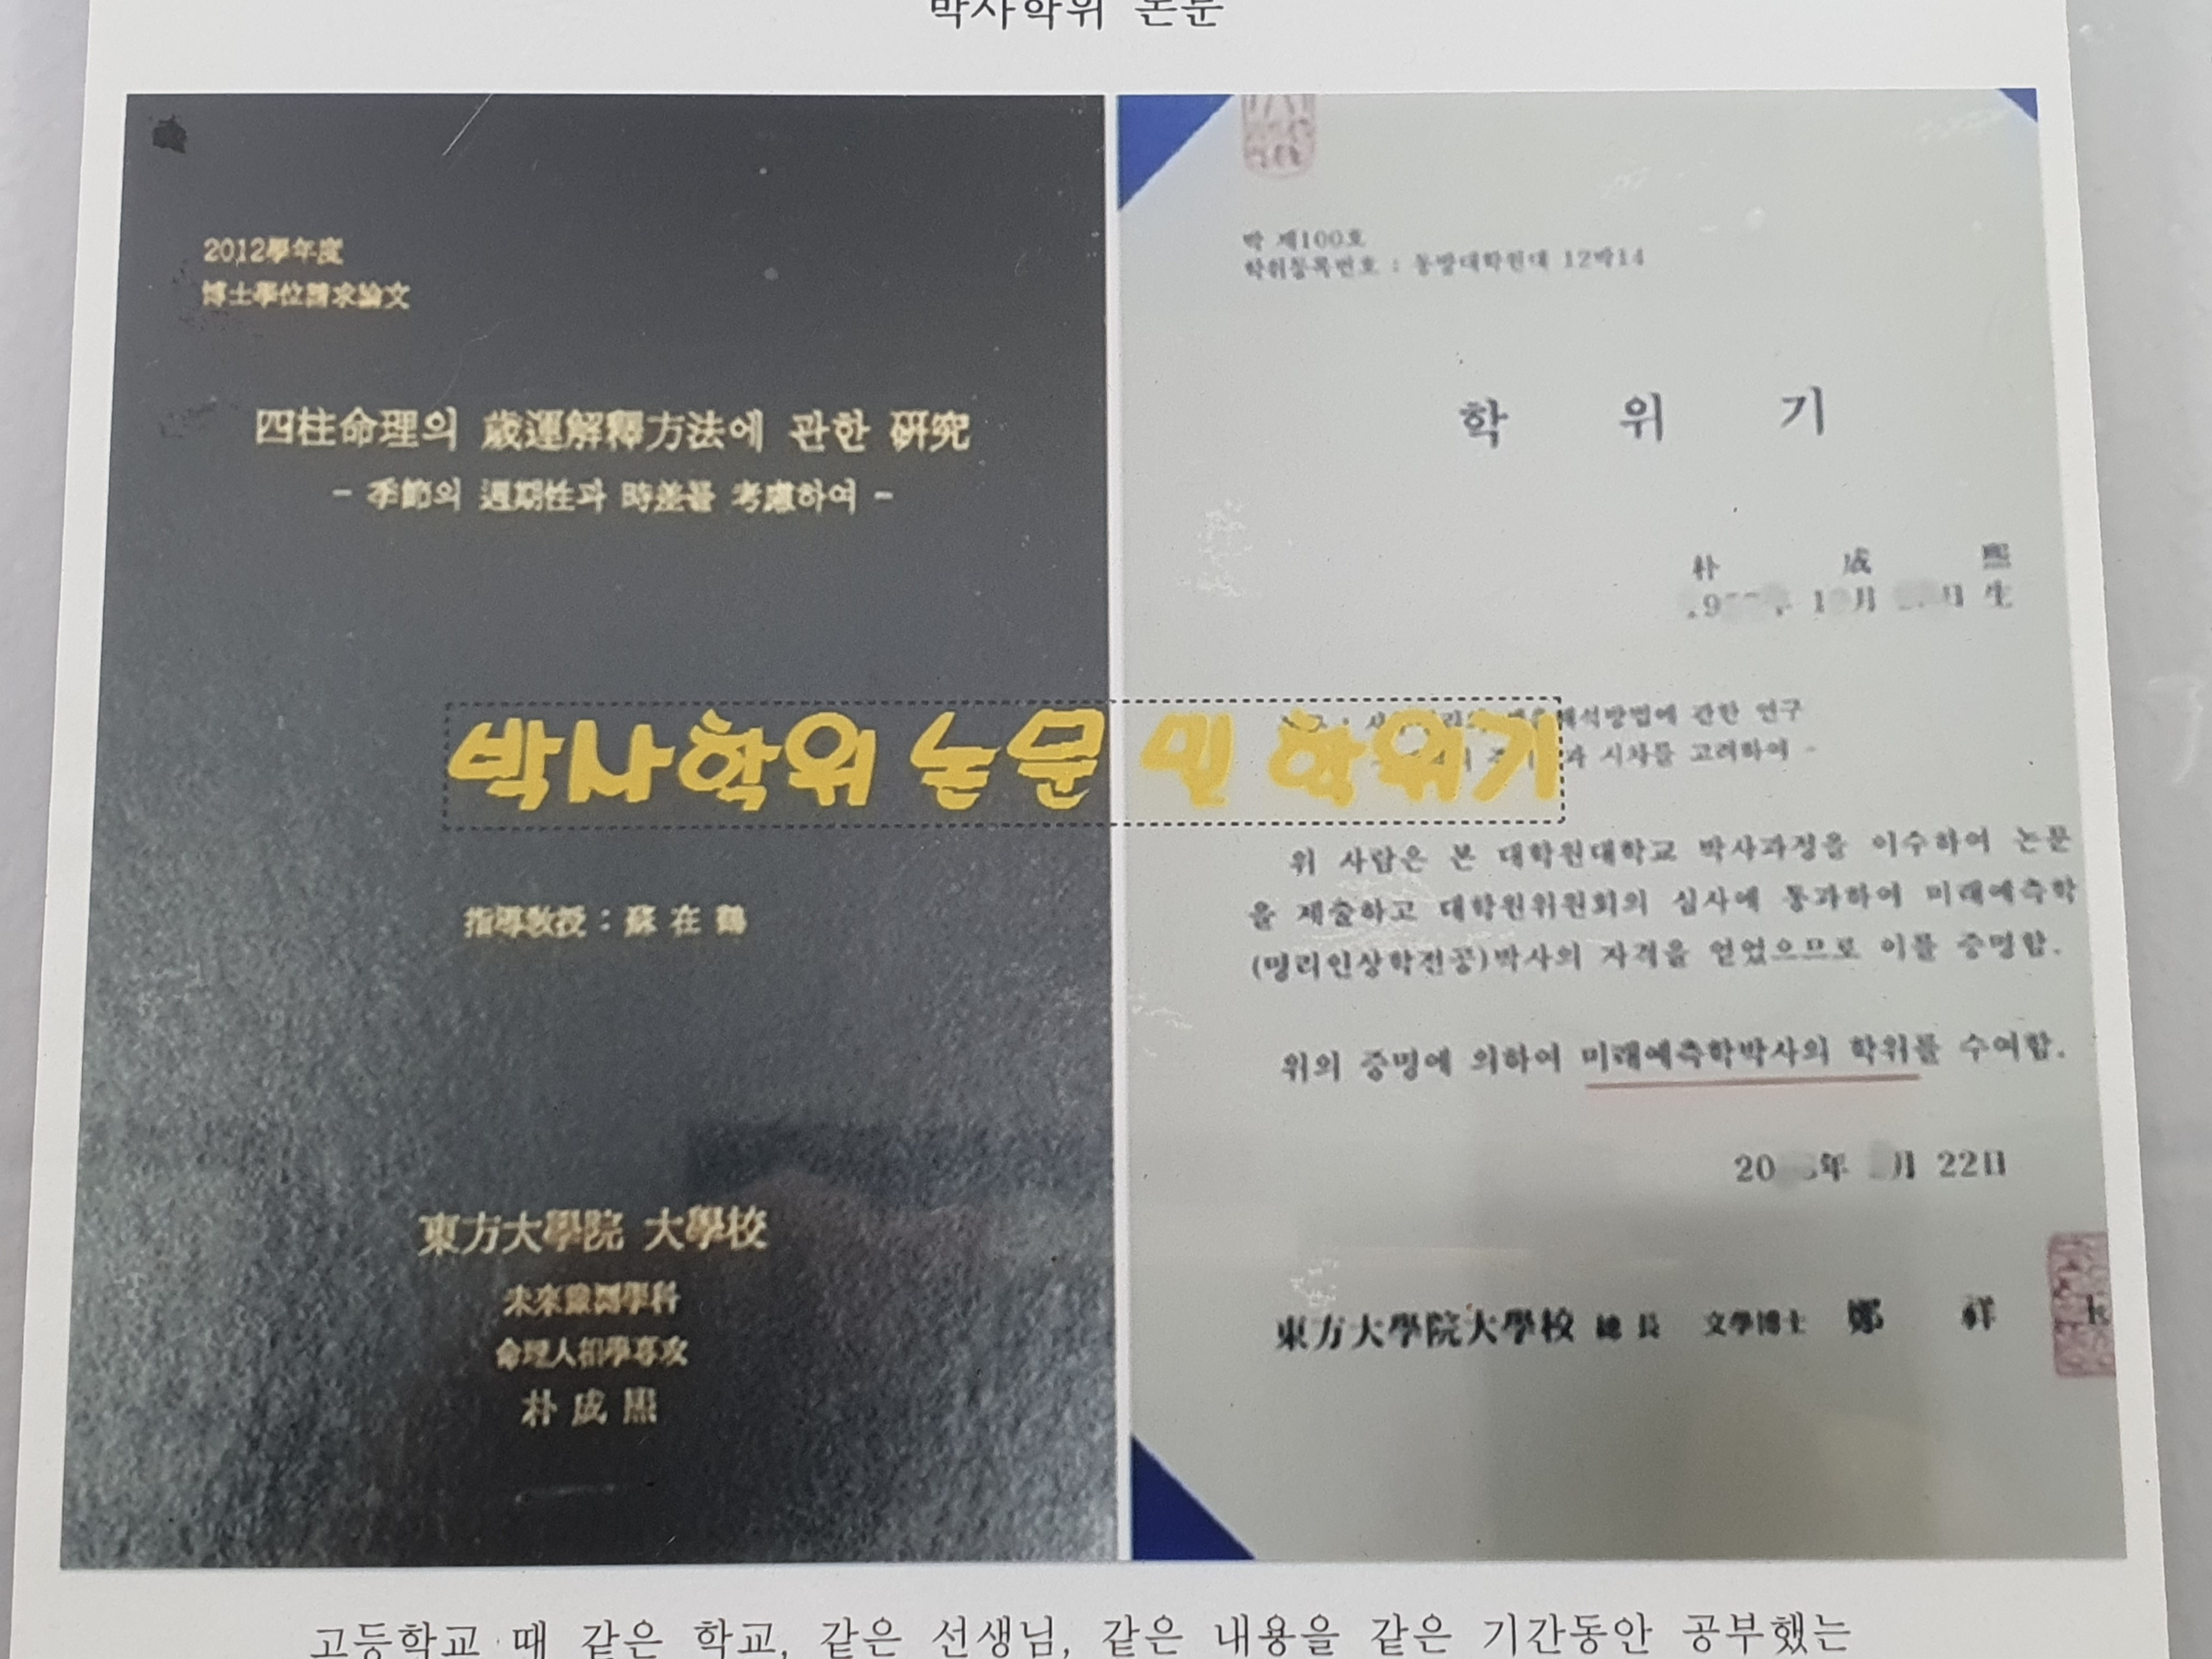 박사학위 논문
2012學年度
博士學位請求論文
四柱命理의 歲運解釋方法에 관한 研究
- 季節의 週期性과 時差를 考慮하여 -
박사학위 논문 및 학위기
指導敎授 : 蘇 在 鶴
東方大學院 大學校
未來豫測學科
命理人相學專攻
朴 成 熙
박 제100호
학위등록번호 : 동방대학원대 12박14
학 위 기
朴 成 熙
月 日 生
해석방법에 관한 연구
과 시차를 고려하여 -
위 사람은 본 대학원대학교 박사과정을 이수하여 논문
을 제출하고 대학원위원회의 심사에 통과하여 미래예측학
(명리인상학전공)박사의 자격을 얻었으므로 이를 증명함.
위의 증명에 의하여 미래예측학박사의 학위를 수여함.
年 月 22日
東方大學院大學校 總 長 文學博士 鄭 祥
고등학교 때 같은 학교, 같은 선생님, 같은 내용을 같은 기간동안 공부했는